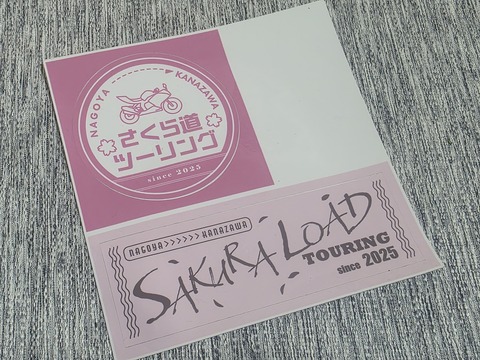 NAGOYA
KANAZAWA
さくら道
ツーリング
since 2025
NAGOYA>>>>>>KANAZAWA
SAKURA LOAD
TOURING
since 2025